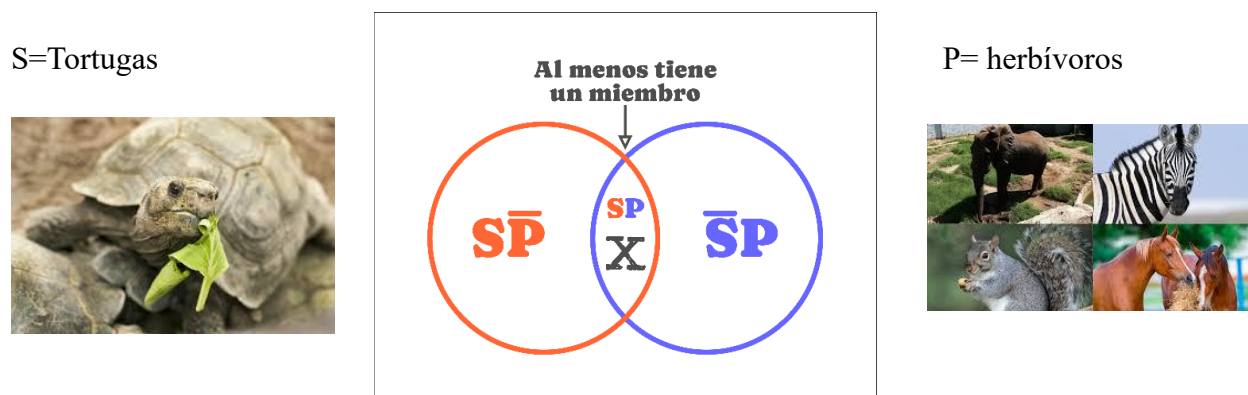 S=Tortugas
Al menos tiene
un miembro
SP
X
SP̅
S̅P
P= herbívoros